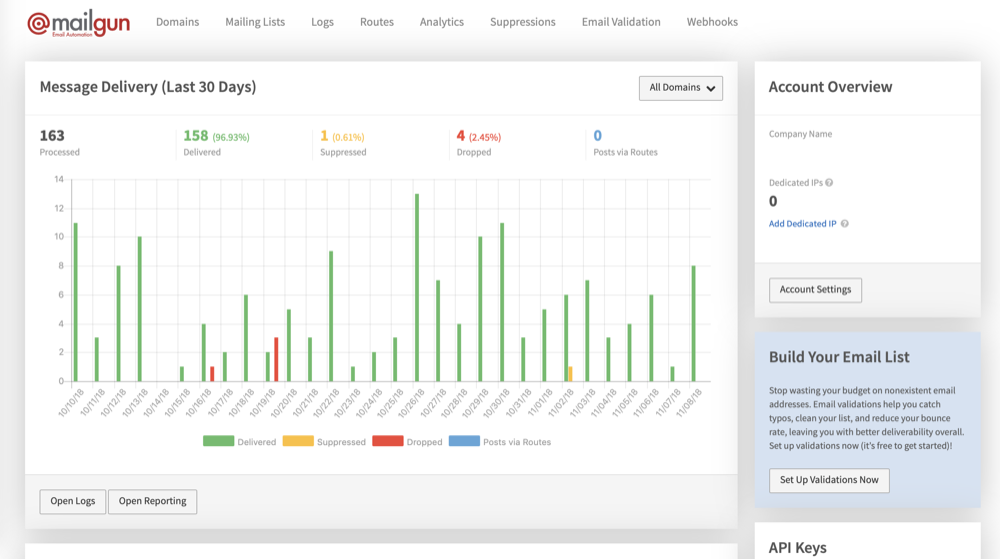 @mailgun
Email Automation
Domains
Mailing Lists
Logs
Routes
Analytics
Suppressions
Email Validation
Webhooks
Message Delivery (Last 30 Days)
All Domains
163
Processed
158 (96.93%)
Delivered
1 (0.61%)
Suppressed
4 (2.45%)
Dropped
0
Posts via Routes
14
12
10
8
6
4
2
0
10/10/18
10/11/18
10/12/18
10/13/18
10/14/18
10/15/18
10/16/18
10/17/18
10/18/18
10/19/18
10/20/18
10/21/18
10/22/18
10/23/18
10/24/18
10/25/18
10/26/18
10/27/18
10/28/18
10/29/18
10/30/18
10/31/18
11/01/18
11/02/18
11/03/18
11/04/18
11/05/18
11/06/18
11/07/18
11/08/18
Delivered
Suppressed
Dropped
Posts via Routes
Open Logs
Open Reporting
Account Overview
Company Name
Dedicated IPs ?
0
Add Dedicated IP ?
Account Settings
Build Your Email List
Stop wasting your budget on nonexistent email
addresses. Email validations help you catch
typos, clean your list, and reduce your bounce
rate, leaving you with better deliverability overall.
Set up validations now (it's free to get started)!
Set Up Validations Now
API Keys